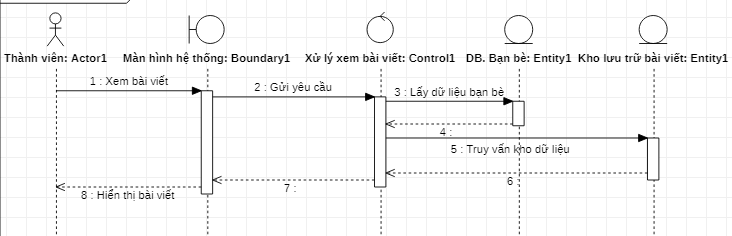 Thành viên: Actor1 Màn hình hệ thống: Boundary1 Xử lý xem bài viết: Control1 DB. Bạn bè: Entity1 Kho lưu trữ bài viết: Entity1
1 : Xem bài viết
2 : Gửi yêu cầu
3 : Lấy dữ liệu bạn bè
4 :
5 : Truy vấn kho dữ liệu
6 :
7 :
8 : Hiển thị bài viết